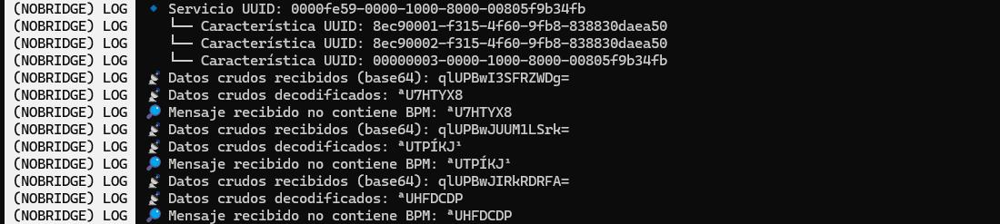 (NOBRIDGE) LOG 🔹 Servicio UUID: 0000fe59-0000-1000-8000-00805f9b34fb
(NOBRIDGE) LOG └── Característica UUID: 8ec90001-f315-4f60-9fb8-838830daea50
(NOBRIDGE) LOG └── Característica UUID: 8ec90002-f315-4f60-9fb8-838830daea50
(NOBRIDGE) LOG └── Característica UUID: 00000003-0000-1000-8000-00805f9b34fb
(NOBRIDGE) LOG 📡 Datos crudos recibidos (base64): qlUPBwI3SFRZWDg=
(NOBRIDGE) LOG 📡 Datos crudos decodificados: ªU7HTYX8
(NOBRIDGE) LOG 🔎 Mensaje recibido no contiene BPM: ªU7HTYX8
(NOBRIDGE) LOG 📡 Datos crudos recibidos (base64): qlUPBwJUUM1LSrk=
(NOBRIDGE) LOG 📡 Datos crudos decodificados: ªUTPÍKJ¹
(NOBRIDGE) LOG 🔎 Mensaje recibido no contiene BPM: ªUTPÍKJ¹
(NOBRIDGE) LOG 📡 Datos crudos recibidos (base64): qlUPBwJIRkRDRFA=
(NOBRIDGE) LOG 📡 Datos crudos decodificados: ªUHFDCDP
(NOBRIDGE) LOG 🔎 Mensaje recibido no contiene BPM: ªUHFDCDP